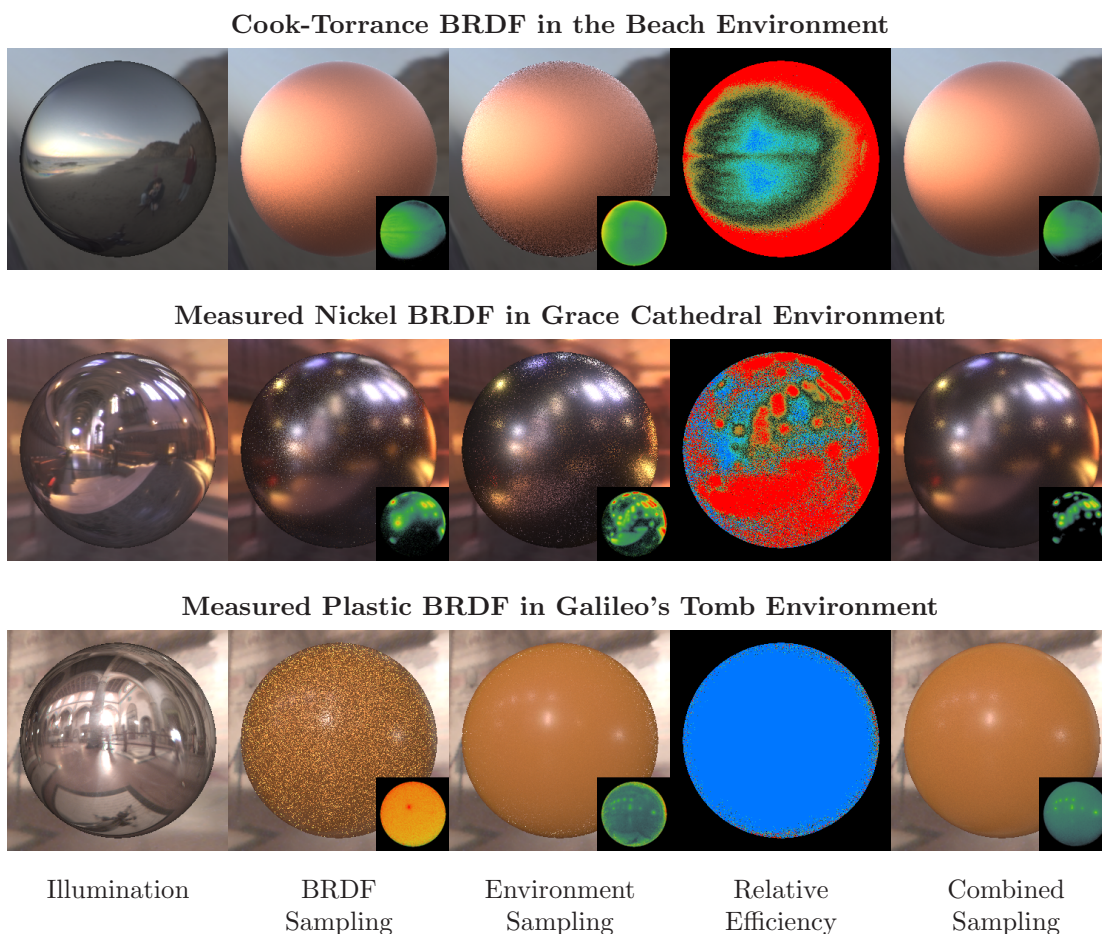 Cook-Torrance BRDF in the Beach Environment
Measured Nickel BRDF in Grace Cathedral Environment
Measured Plastic BRDF in Galileo's Tomb Environment
Illumination
BRDF
Sampling
Environment
Sampling
Relative
Efficiency
Combined
Sampling